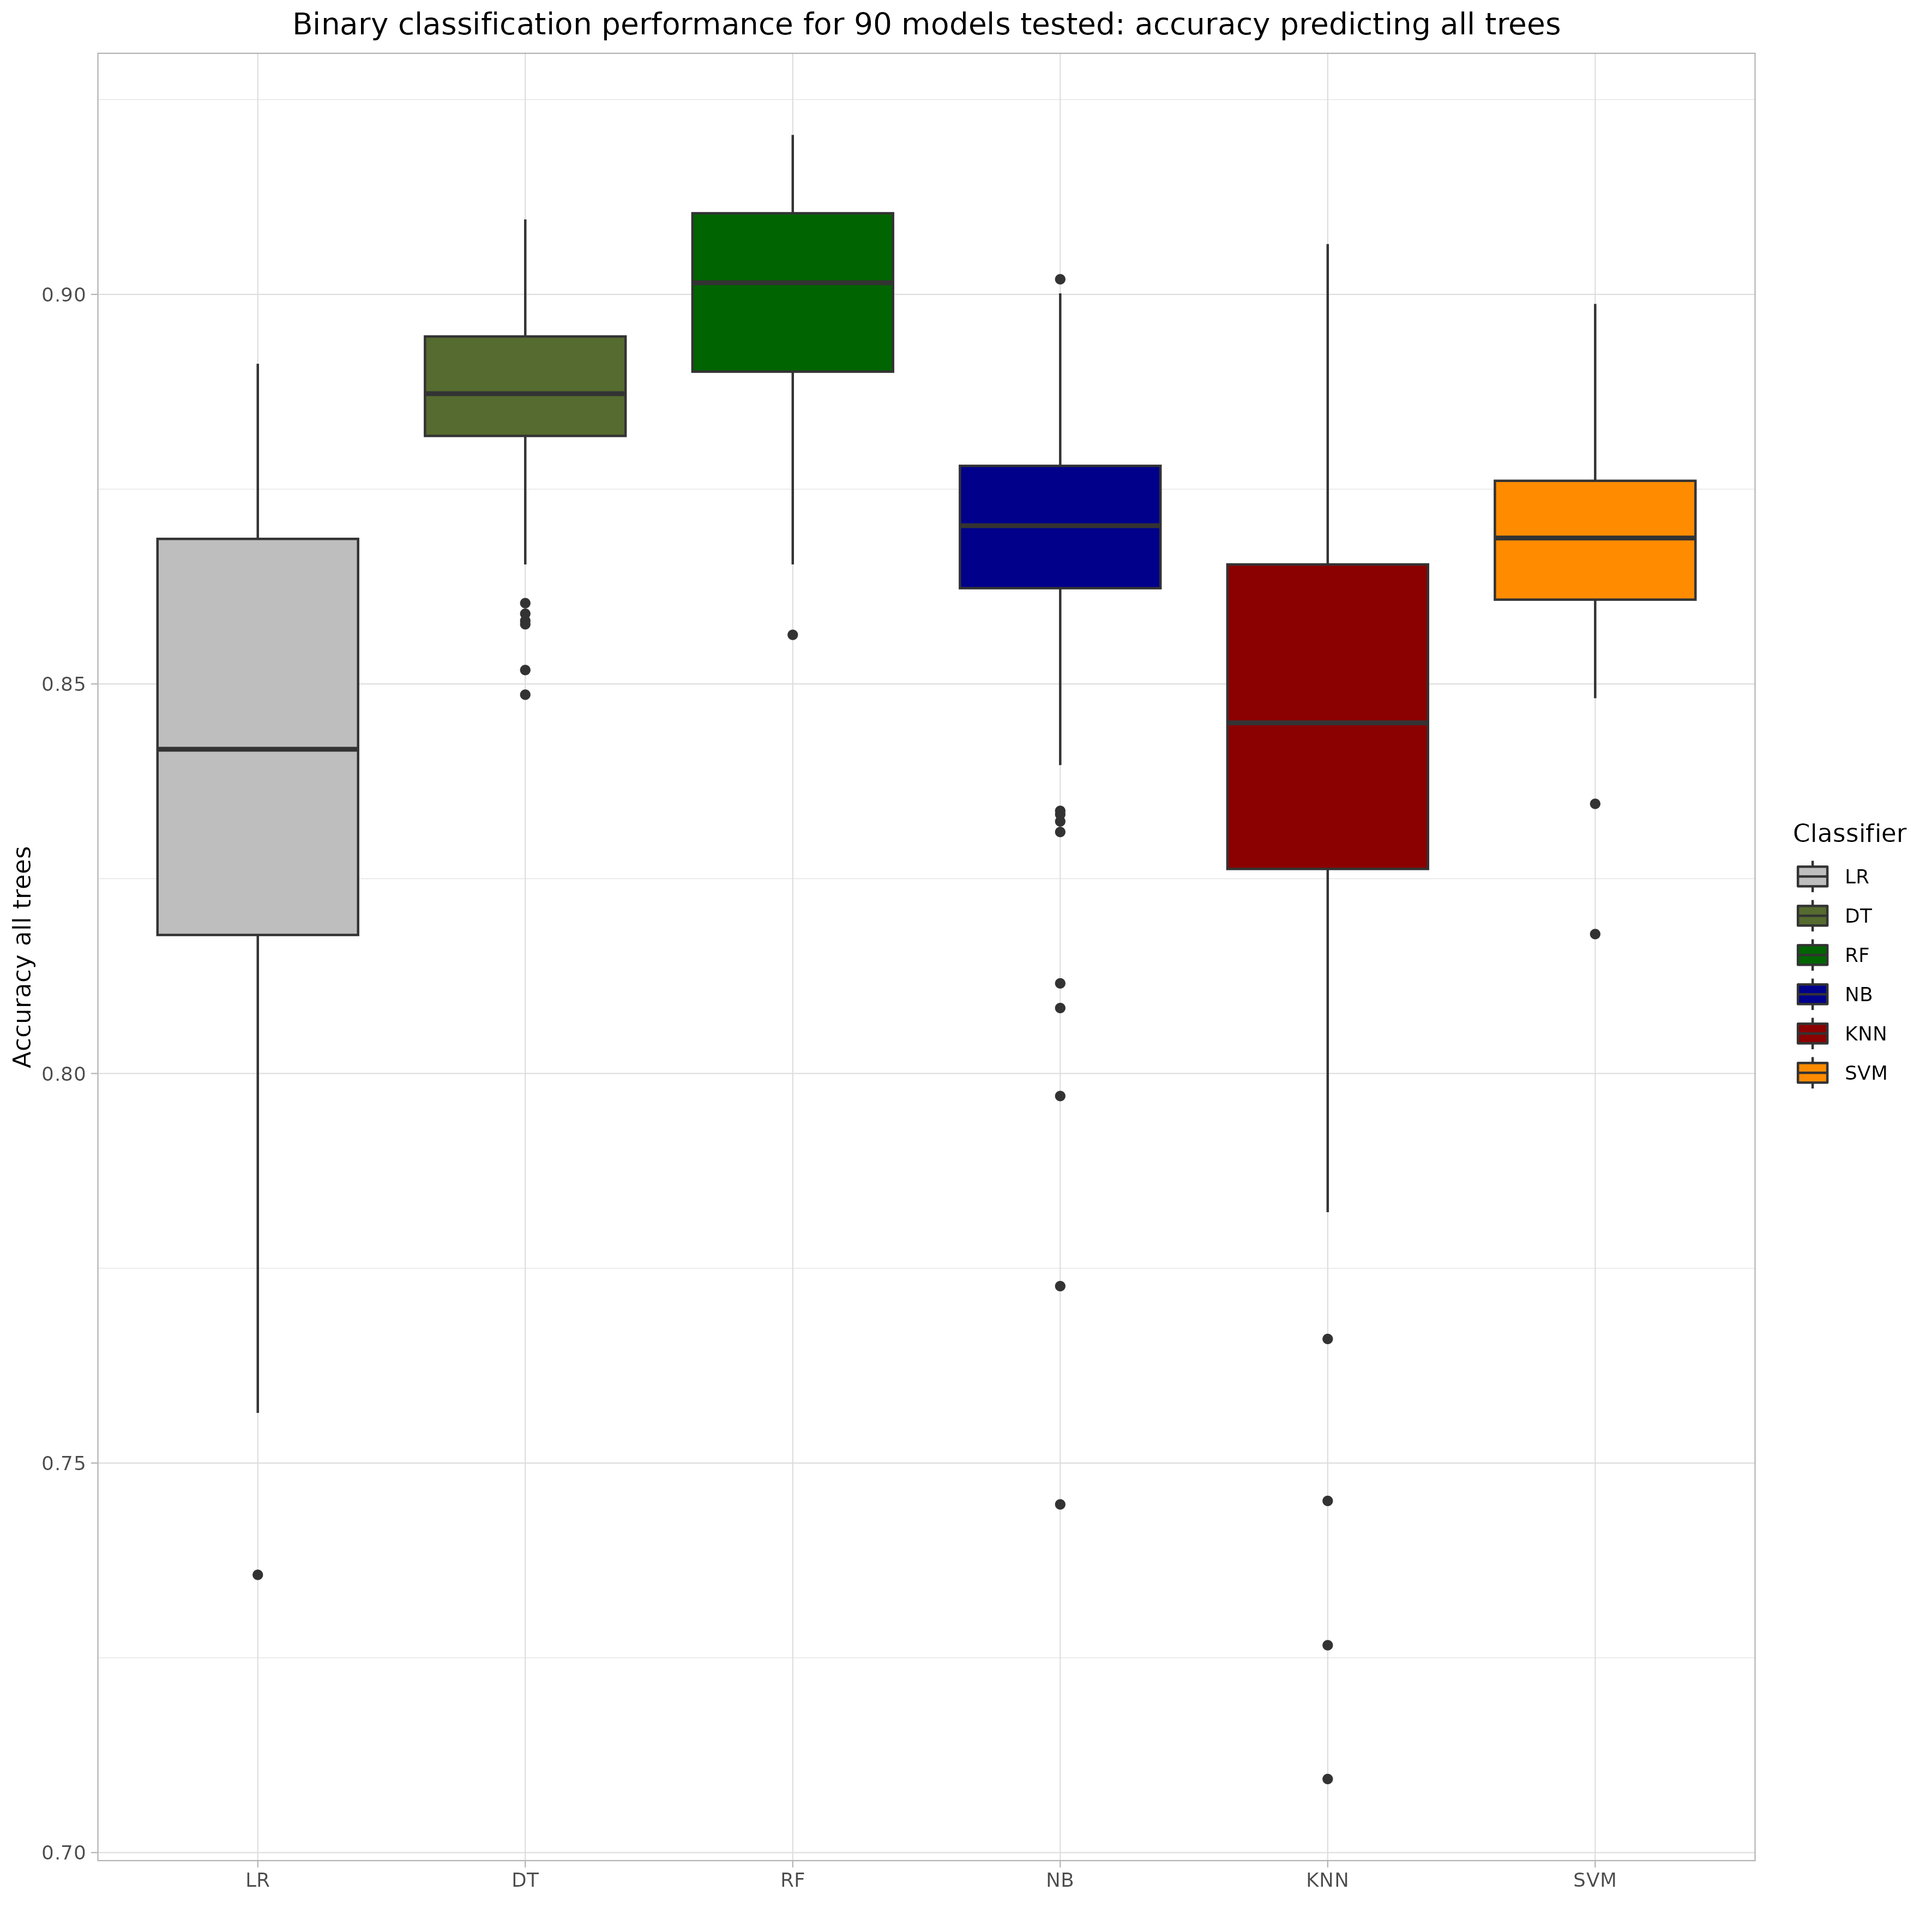 Binary classification performance for 90 models tested: accuracy predicting all trees
Accuracy all trees
0.90
0.85
0.80
0.75
0.70
LR
DT
RF
NB
KNN
SVM
Classifier
LR
DT
RF
NB
KNN
SVM